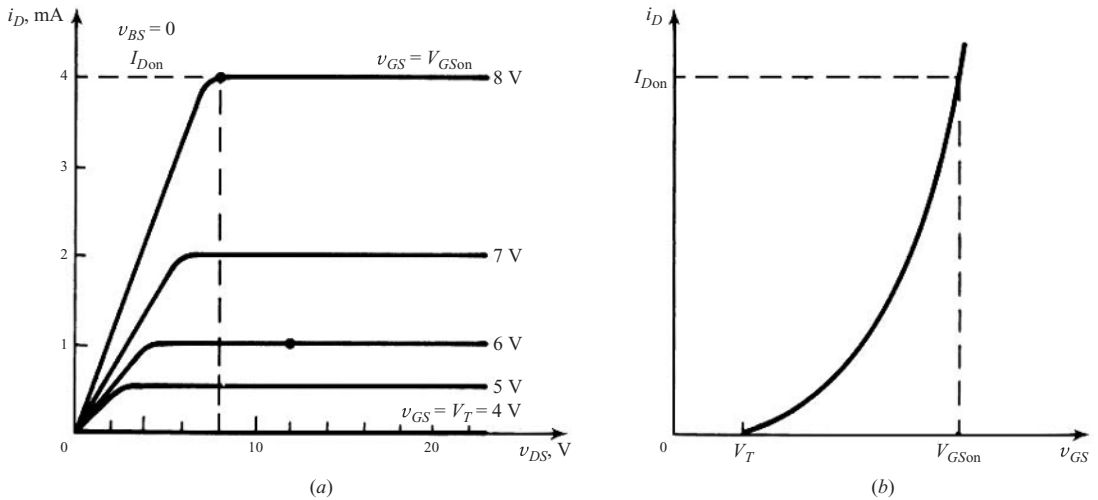 i_D, mA
v_BS = 0
I_Don
v_GS = V_GSon
4
8 V
3
2
7 V
1
6 V
5 V
v_GS = V_T = 4 V
0
10
20
v_DS, V
(a)
i_D
I_Don
0
V_T
V_GSon
v_GS
(b)